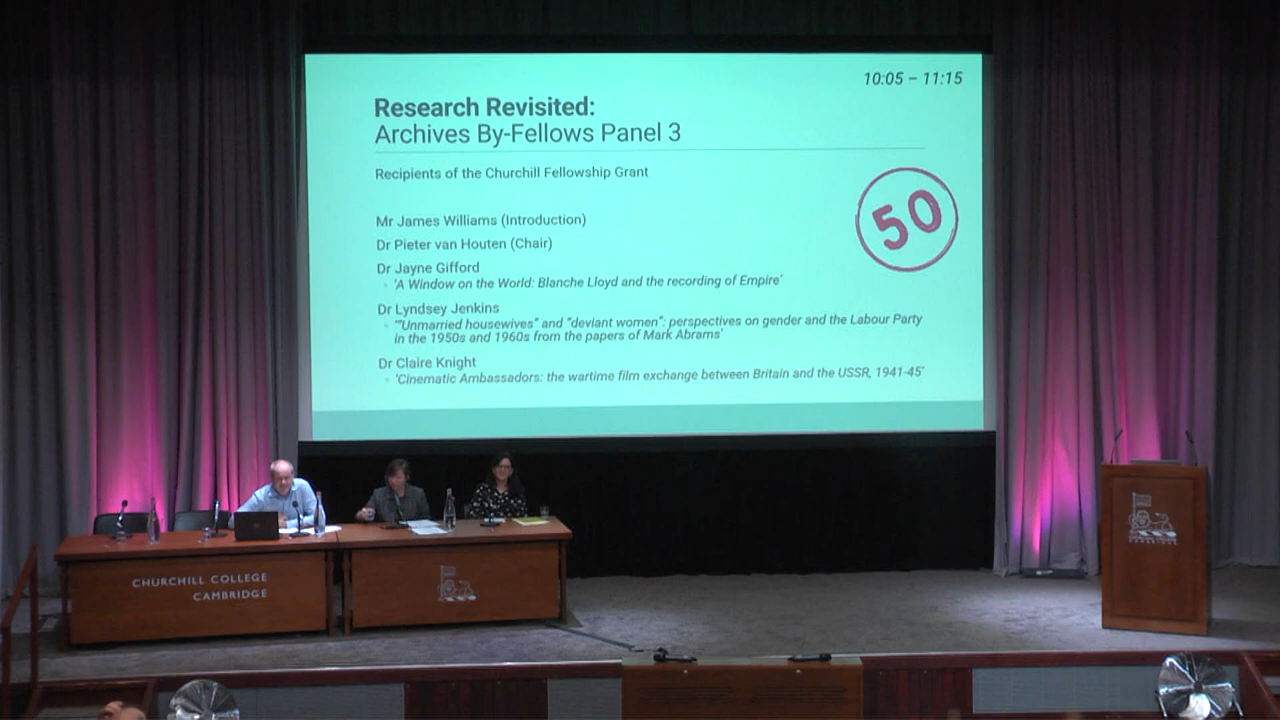 10:05 – 11:15
Research Revisited:
Archives By-Fellows Panel 3
Recipients of the Churchill Fellowship Grant
50
Mr James Williams (Introduction)
Dr Pieter van Houten (Chair)
Dr Jayne Gifford
'A Window on the World: Blanche Lloyd and the recording of Empire'
Dr Lyndsey Jenkins
'"Unmarried housewives" and "deviant women": perspectives on gender and the Labour Party
in the 1950s and 1960s from the papers of Mark Abrams'
Dr Claire Knight
'Cinematic Ambassadors: the wartime film exchange between Britain and the USSR, 1941-45'
CHURCHILL COLLEGE
CAMBRIDGE